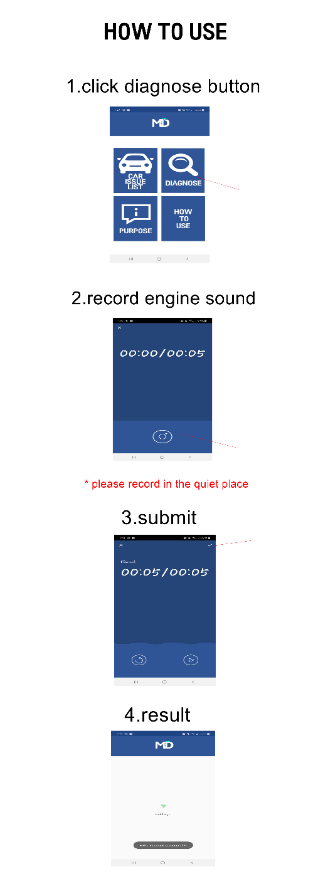 HOW TO USE
1.click diagnose button
MD
CAR
ISSUE
LIST
DIAGNOSE
PURPOSE
HOW
TO
USE
2.record engine sound
00:00/00:05
* please record in the quiet place
3.submit
00:05/00:05
4.result
MD